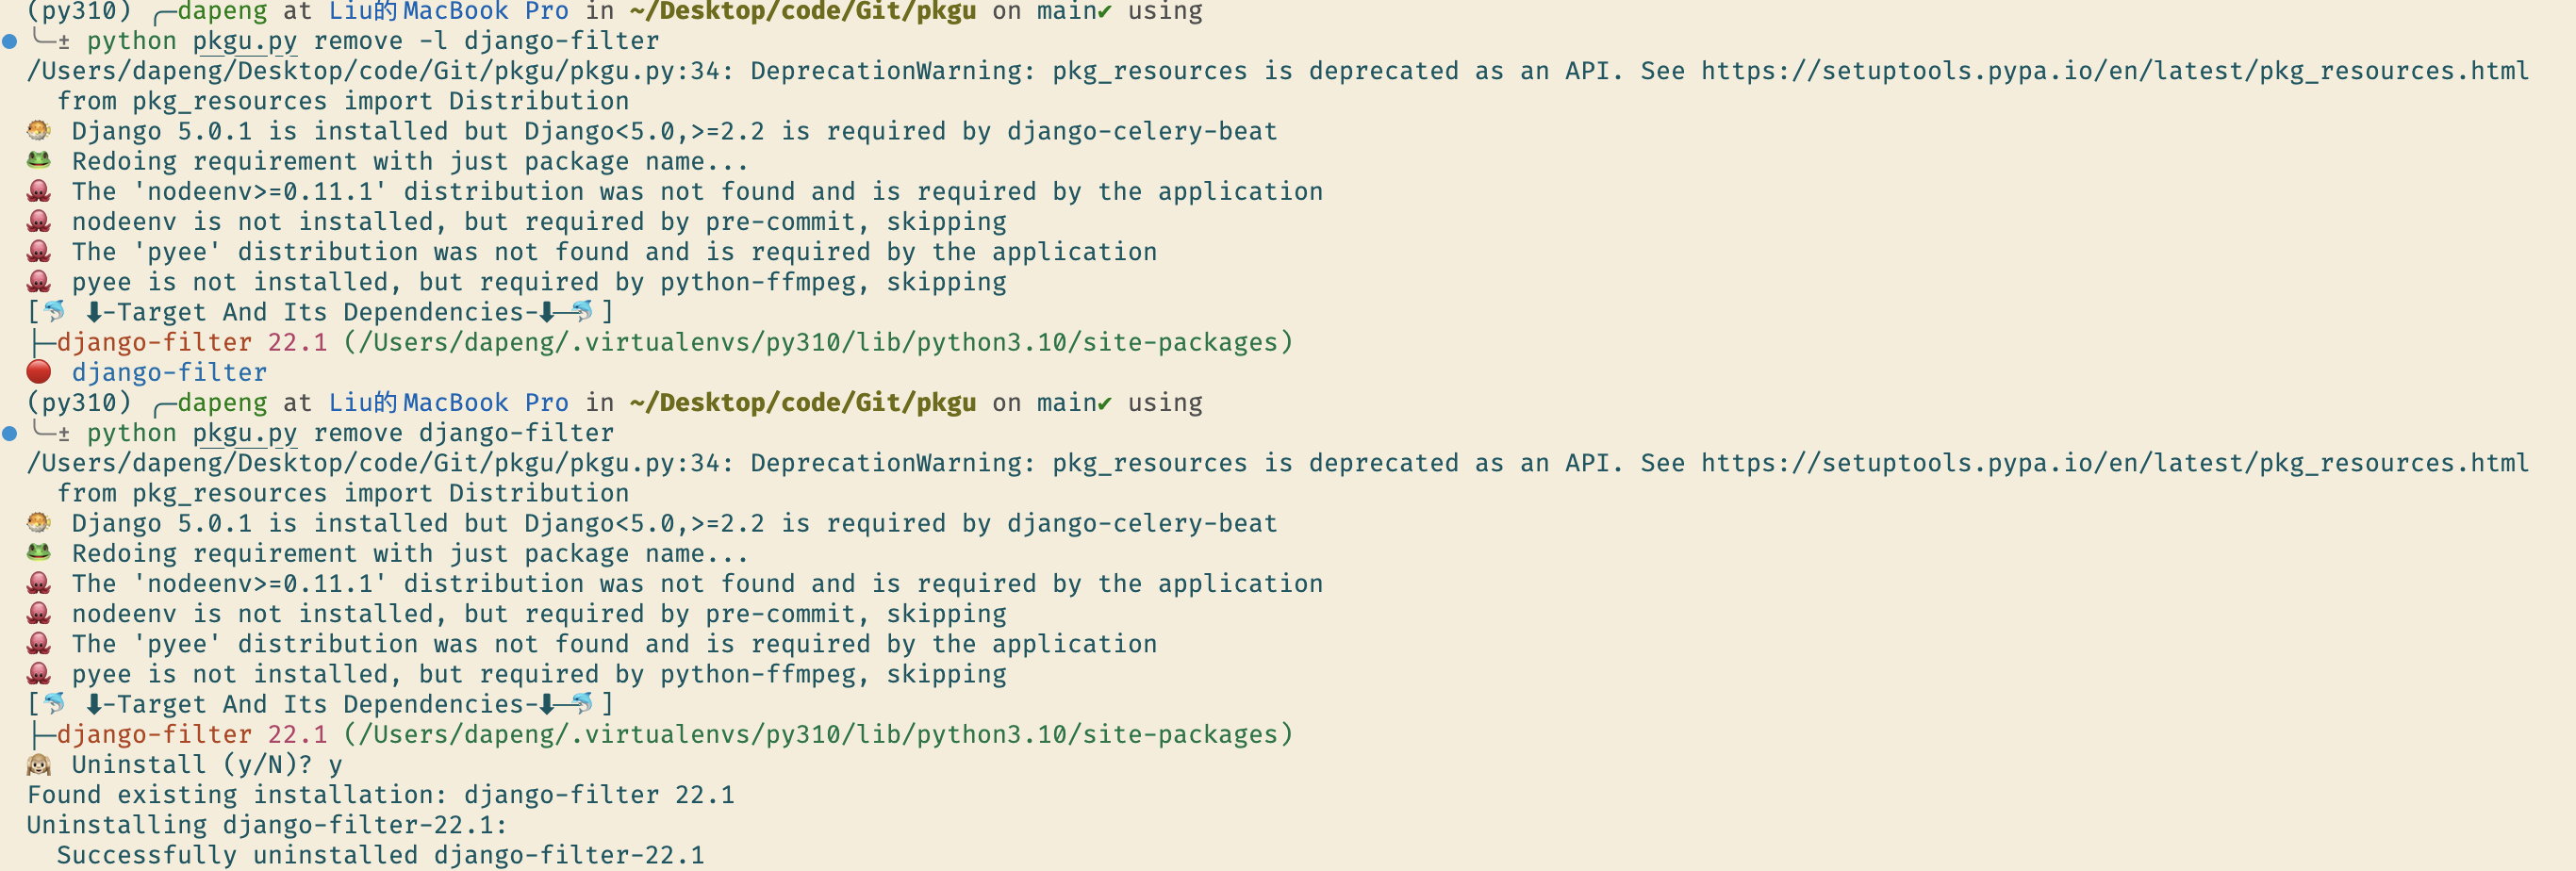 (py310) ╭─dapeng at Liu的MacBook Pro in ~/Desktop/code/Git/pkgu on main✔ using
╰─± python pkgu.py remove -l django-filter
/Users/dapeng/Desktop/code/Git/pkgu/pkgu.py:34: DeprecationWarning: pkg_resources is deprecated as an API. See https://setuptools.pypa.io/en/latest/pkg_resources.html
  from pkg_resources import Distribution
🐡 Django 5.0.1 is installed but Django<5.0,>=2.2 is required by django-celery-beat
🐸 Redoing requirement with just package name...
🐙 The 'nodeenv>=0.11.1' distribution was not found and is required by the application
🐙 nodeenv is not installed, but required by pre-commit, skipping
🐙 The 'pyee' distribution was not found and is required by the application
🐙 pyee is not installed, but required by python-ffmpeg, skipping
[🐬 ⬇-Target And Its Dependencies-⬇—🐬]
├─django-filter 22.1 (/Users/dapeng/.virtualenvs/py310/lib/python3.10/site-packages)
🔴 django-filter
(py310) ╭─dapeng at Liu的MacBook Pro in ~/Desktop/code/Git/pkgu on main✔ using
╰─± python pkgu.py remove django-filter
/Users/dapeng/Desktop/code/Git/pkgu/pkgu.py:34: DeprecationWarning: pkg_resources is deprecated as an API. See https://setuptools.pypa.io/en/latest/pkg_resources.html
  from pkg_resources import Distribution
🐡 Django 5.0.1 is installed but Django<5.0,>=2.2 is required by django-celery-beat
🐸 Redoing requirement with just package name...
🐙 The 'nodeenv>=0.11.1' distribution was not found and is required by the application
🐙 nodeenv is not installed, but required by pre-commit, skipping
🐙 The 'pyee' distribution was not found and is required by the application
🐙 pyee is not installed, but required by python-ffmpeg, skipping
[🐬 ⬇-Target And Its Dependencies-⬇—🐬]
├─django-filter 22.1 (/Users/dapeng/.virtualenvs/py310/lib/python3.10/site-packages)
🙉 Uninstall (y/N)? y
Found existing installation: django-filter 22.1
Uninstalling django-filter-22.1:
  Successfully uninstalled django-filter-22.1